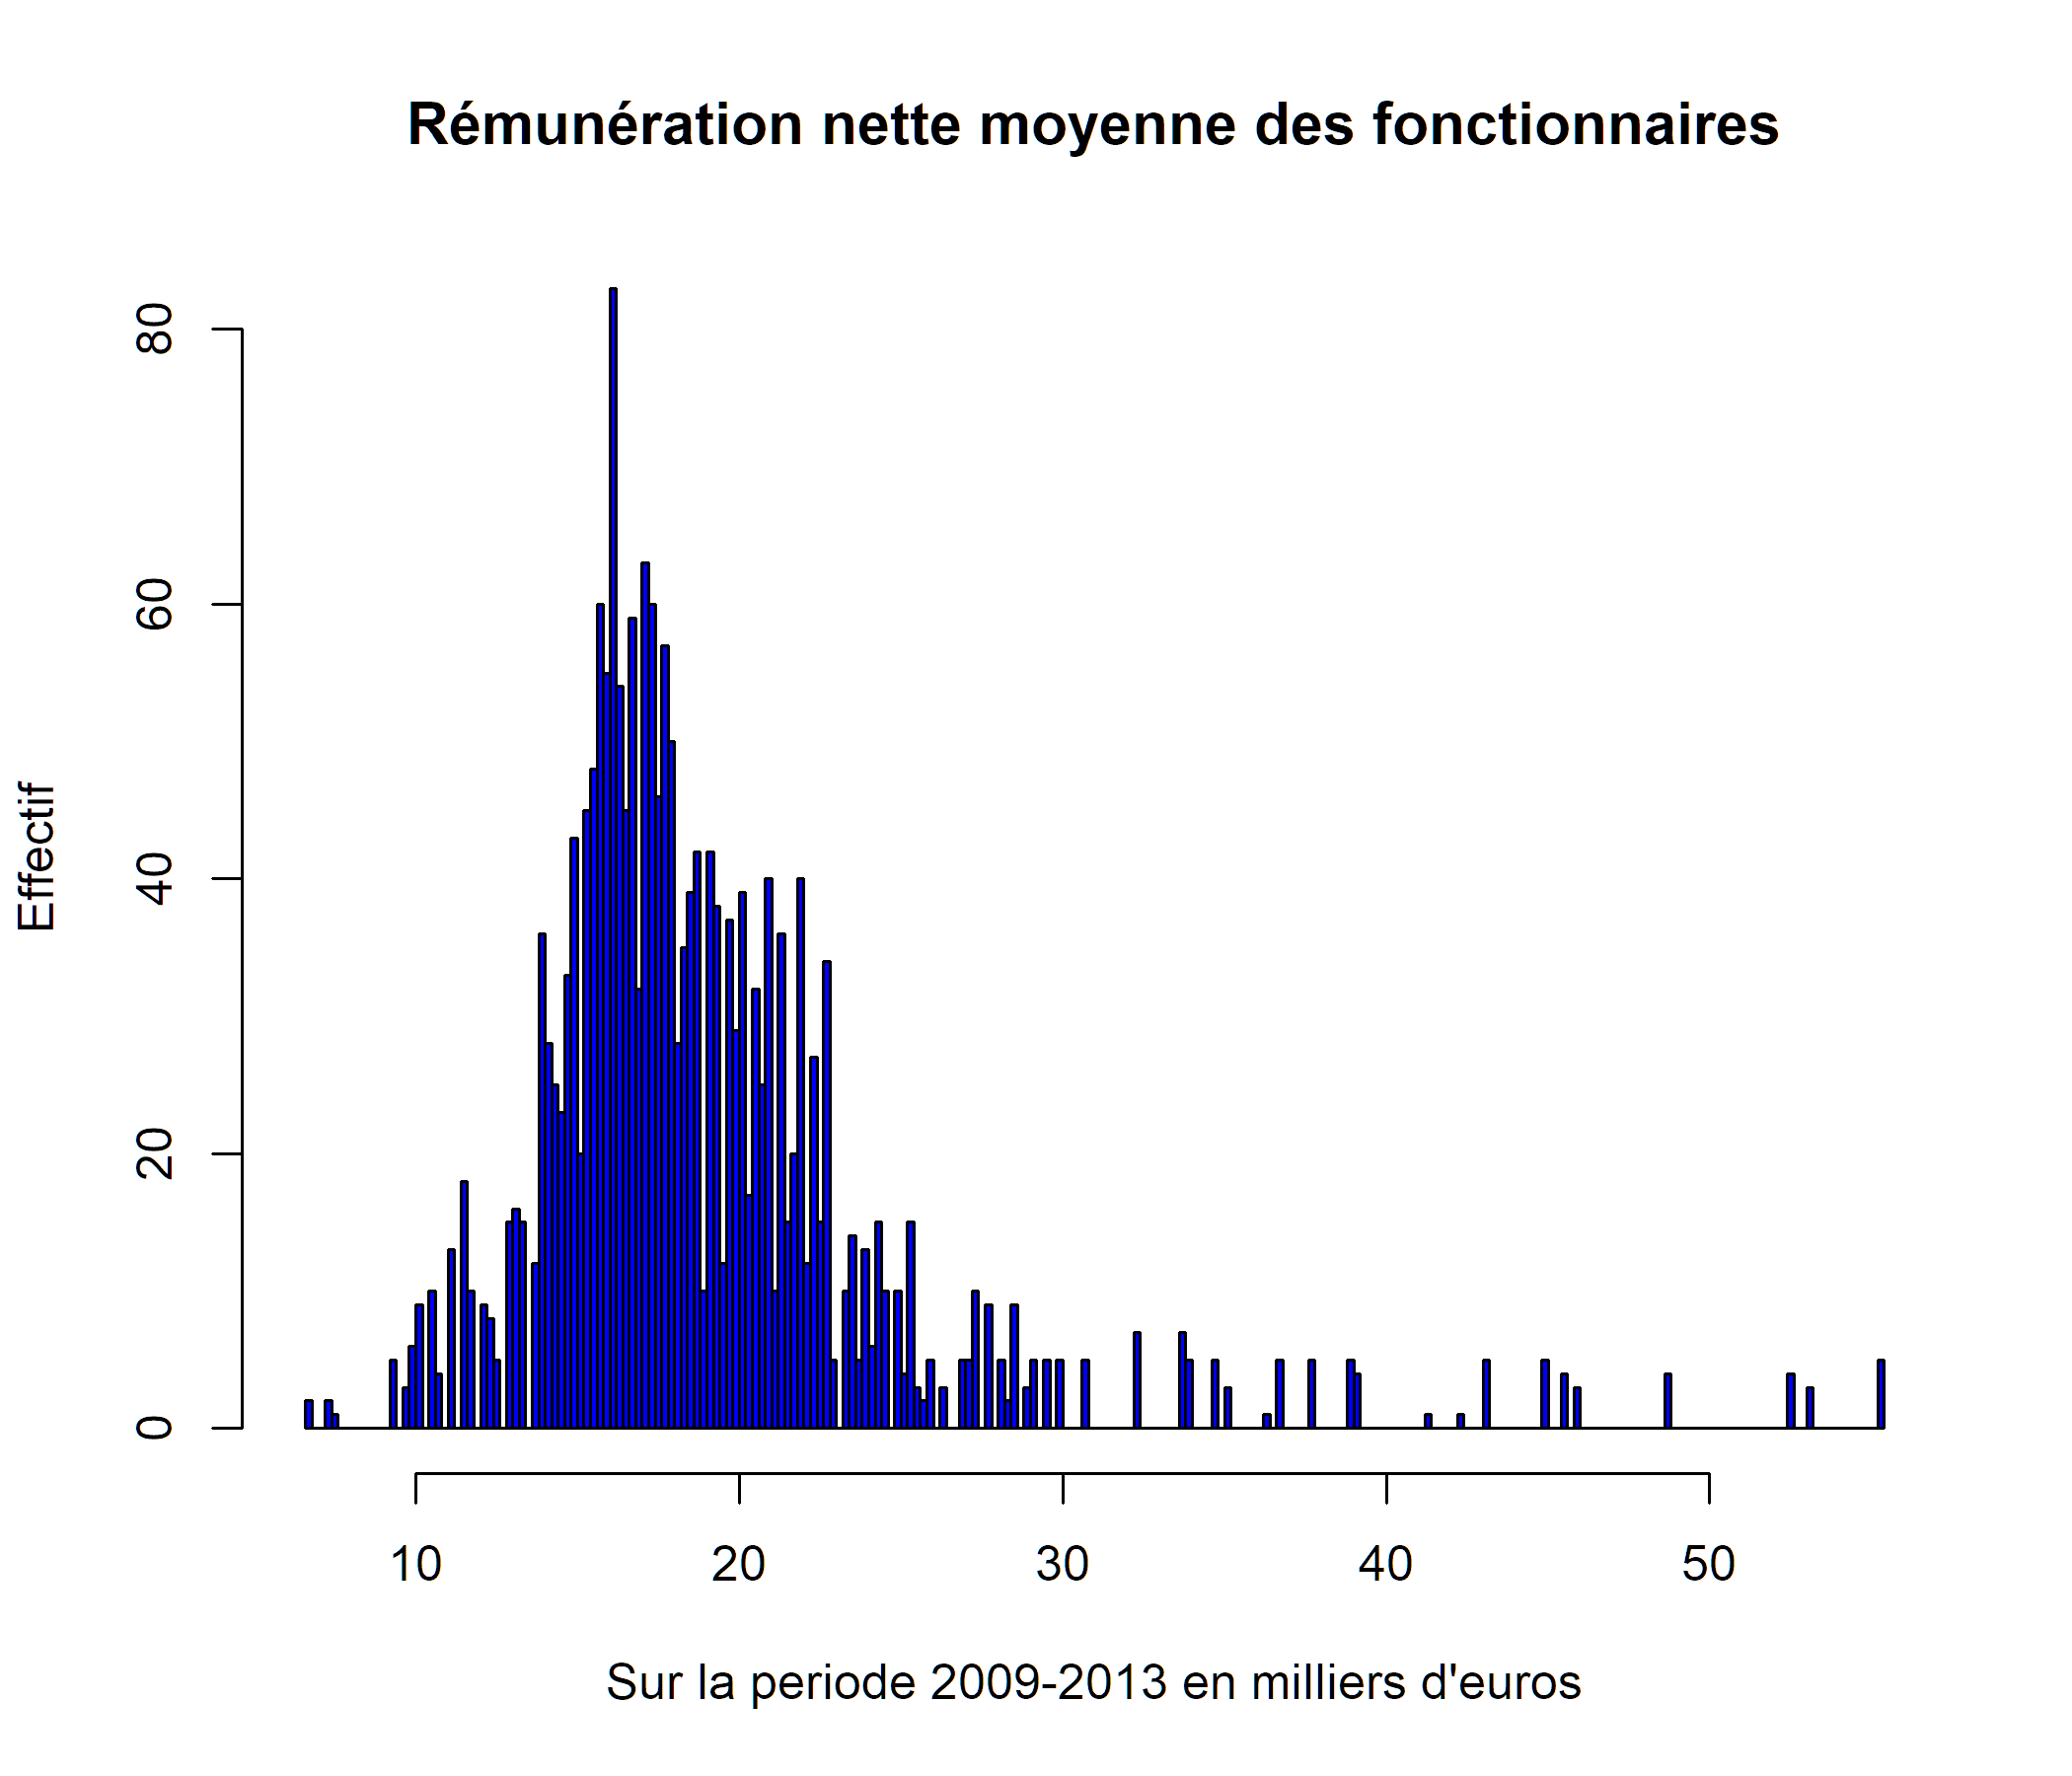 Rémunération nette moyenne des fonctionnaires
80
60
40
20
0
Effectif
10 20 30 40 50
Sur la periode 2009-2013 en milliers d'euros